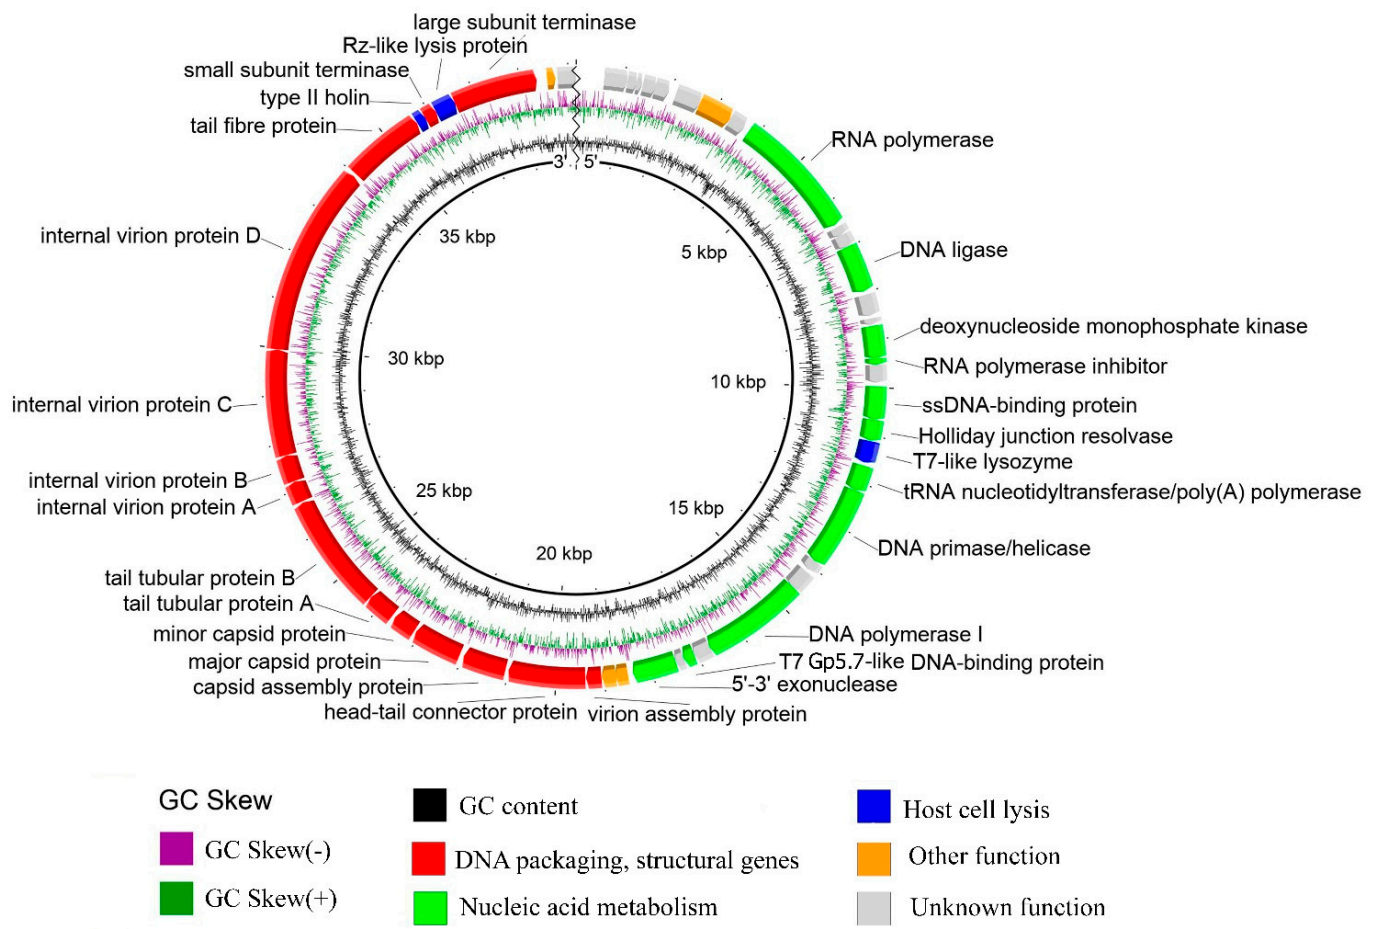 large subunit terminase
Rz-like lysis protein
small subunit terminase
type II holin
tail fibre protein
internal virion protein D
internal virion protein C
internal virion protein B
internal virion protein A
tail tubular protein B
tail tubular protein A
minor capsid protein
major capsid protein
capsid assembly protein
head-tail connector protein
virion assembly protein
3' 5'
35 kbp
5 kbp
30 kbp
10 kbp
25 kbp
15 kbp
20 kbp
RNA polymerase
DNA ligase
deoxynucleoside monophosphate kinase
RNA polymerase inhibitor
ssDNA-binding protein
Holliday junction resolvase
T7-like lysozyme
tRNA nucleotidyltransferase/poly(A) polymerase
DNA primase/helicase
DNA polymerase I
T7 Gp5.7-like DNA-binding protein
5'-3' exonuclease
GC Skew
GC Skew(-)
GC Skew(+)
GC content
DNA packaging, structural genes
Nucleic acid metabolism
Host cell lysis
Other function
Unknown function